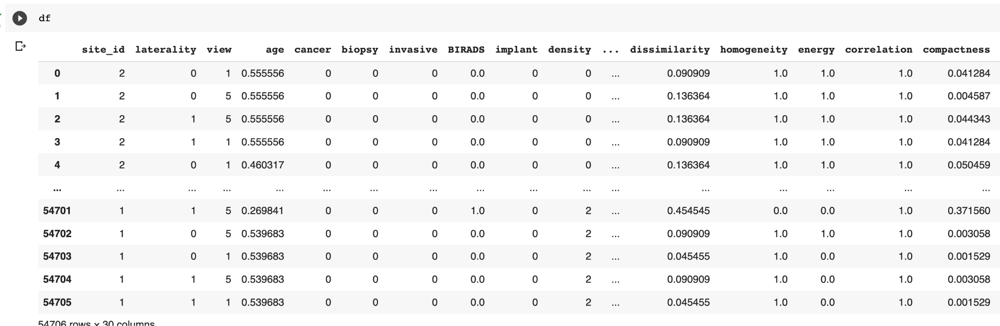 df
site_id laterality view age cancer biopsy invasive BIRADS implant density ... dissimilarity homogeneity energy correlation compactness
0 2 0 1 0.555556 0 0 0 0.0 0 0 ... 0.090909 1.0 1.0 1.0 0.041284
1 2 0 5 0.555556 0 0 0 0.0 0 0 ... 0.136364 1.0 1.0 1.0 0.004587
2 2 1 5 0.555556 0 0 0 0.0 0 0 ... 0.136364 1.0 1.0 1.0 0.044343
3 2 1 1 0.555556 0 0 0 0.0 0 0 ... 0.090909 1.0 1.0 1.0 0.041284
4 2 0 1 0.460317 0 0 0 0.0 0 0 ... 0.136364 1.0 1.0 1.0 0.050459
... ... ... ... ... ... ... ... ... ... ... ... ... ... ... ... ...
54701 1 1 5 0.269841 0 0 0 1.0 0 2 ... 0.454545 0.0 0.0 1.0 0.371560
54702 1 0 5 0.539683 0 0 0 0.0 0 2 ... 0.090909 1.0 1.0 1.0 0.003058
54703 1 0 1 0.539683 0 0 0 0.0 0 2 ... 0.045455 1.0 0.0 1.0 0.001529
54704 1 1 5 0.539683 0 0 0 0.0 0 2 ... 0.090909 1.0 0.0 1.0 0.003058
54705 1 1 1 0.539683 0 0 0 0.0 0 2 ... 0.045455 1.0 0.0 1.0 0.001529
54706 rows × 30 columns